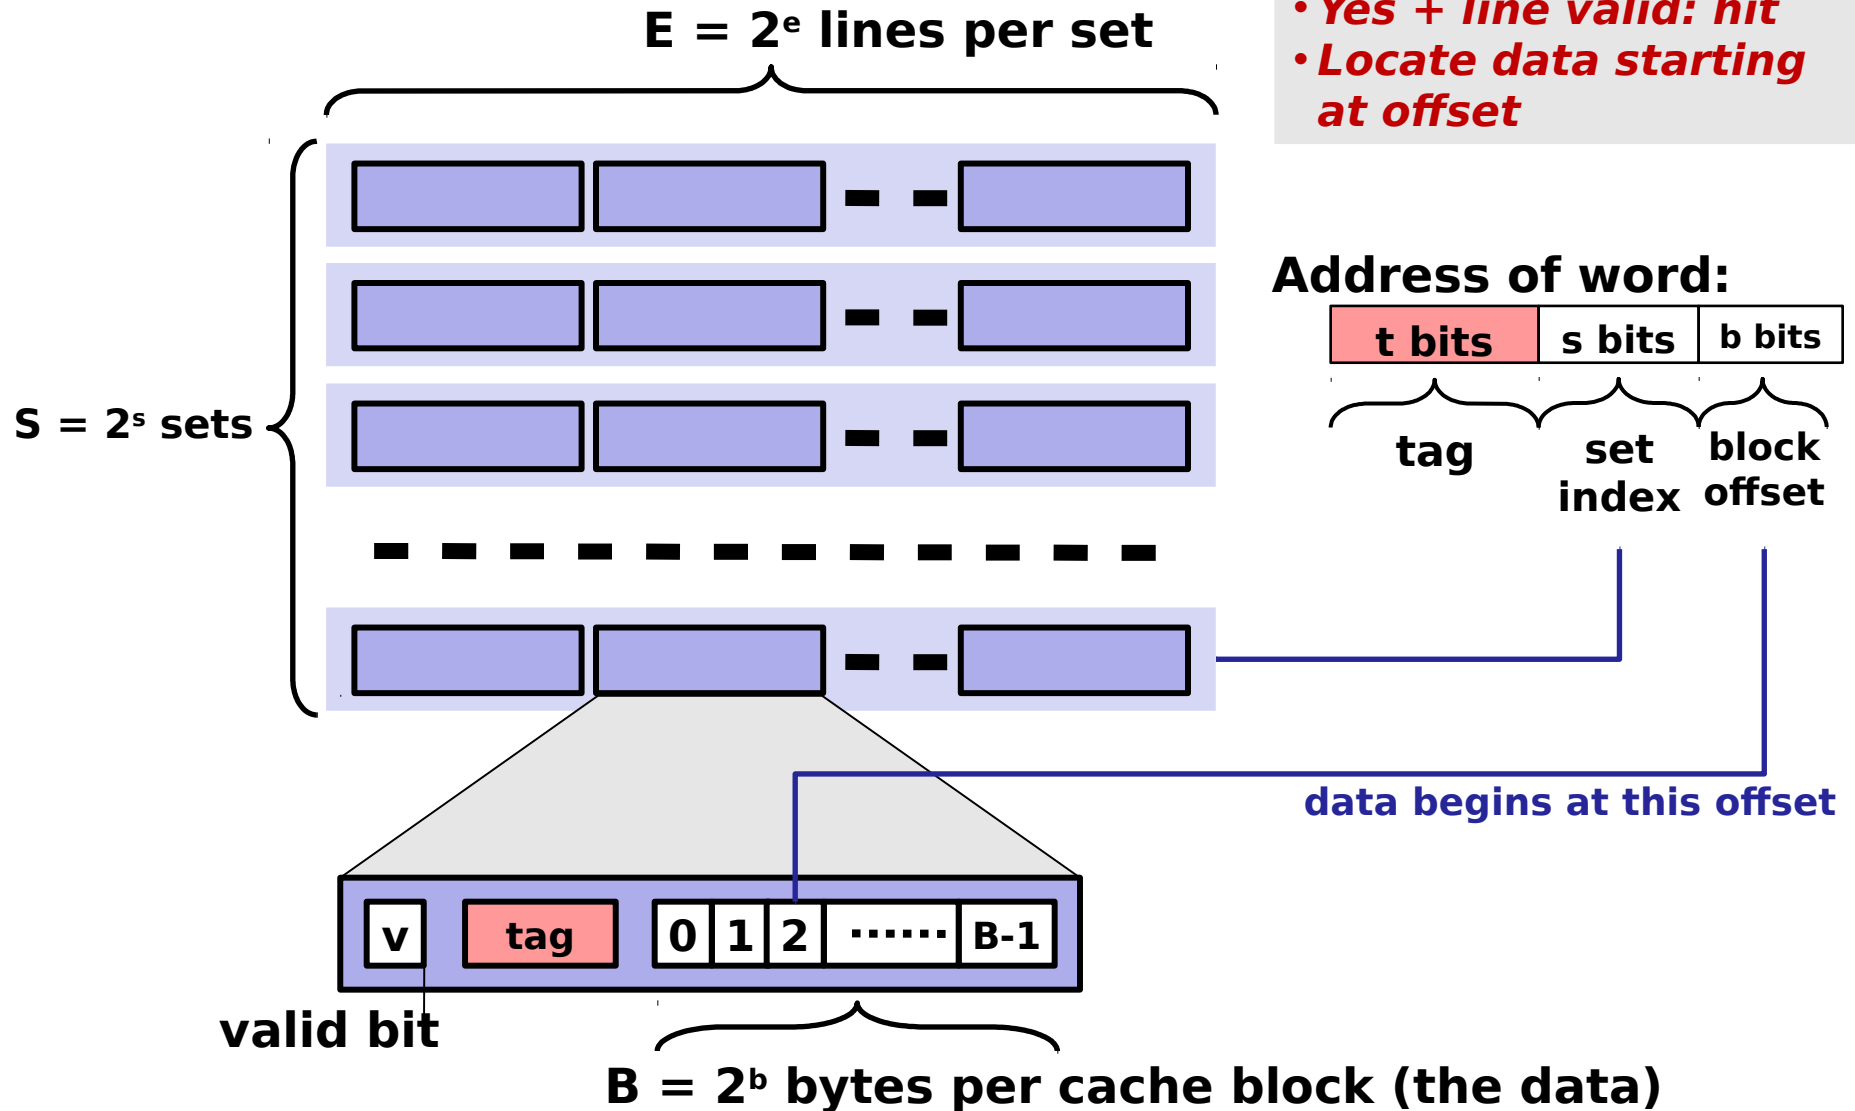 E = 2ᵉ lines per set
• Yes + line valid: hit
• Locate data starting
at offset
Address of word:
t bits s bits b bits
S = 2ˢ sets
tag set block
index offset
data begins at this offset
v tag 0 1 2 ...... B-1
valid bit
B = 2ᵇ bytes per cache block (the data)